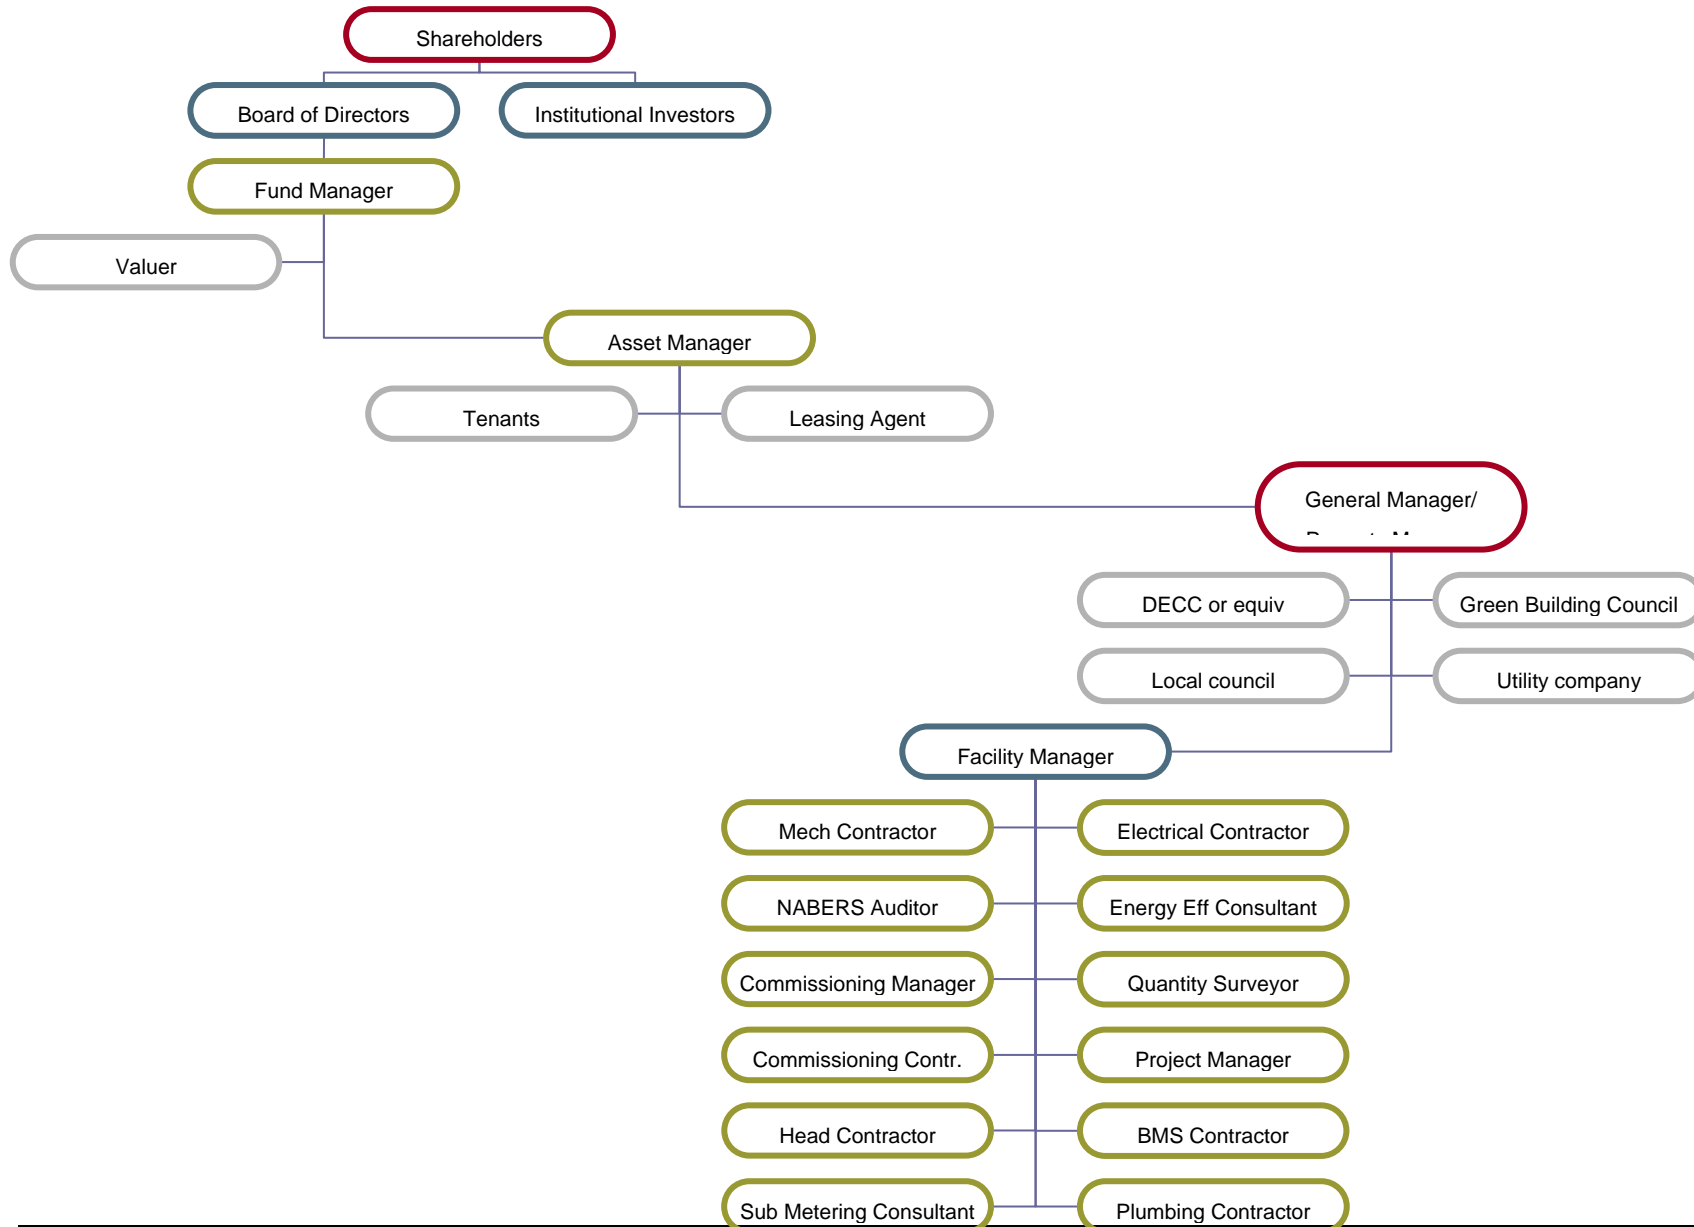 Shareholders
Board of Directors
Institutional Investors
Fund Manager
Valuer
Asset Manager
Tenants
Leasing Agent
General Manager/
DECC or equiv
Green Building Council
Local council
Utility company
Facility Manager
Mech Contractor
Electrical Contractor
NABERS Auditor
Energy Eff Consultant
Commissioning Manager
Quantity Surveyor
Commissioning Contr.
Project Manager
Head Contractor
BMS Contractor
Sub Metering Consultant
Plumbing Contractor